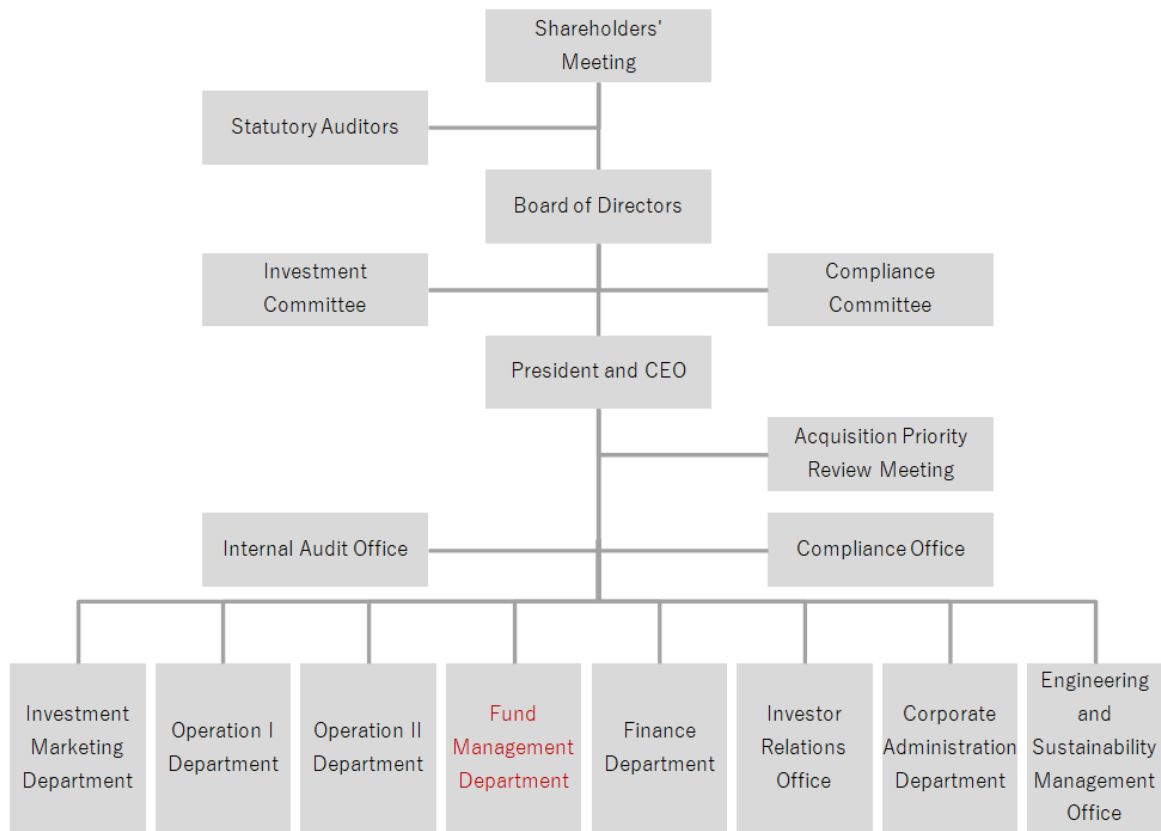 Shareholders'
Meeting
Statutory Auditors
Board of Directors
Investment
Committee
Compliance
Committee
President and CEO
Acquisition Priority
Review Meeting
Internal Audit Office
Compliance Office
Investment
Marketing
Department
Operation I
Department
Operation II
Department
Fund
Management
Department
Finance
Department
Investor
Relations
Office
Corporate
Administration
Department
Engineering
and
Sustainability
Management
Office